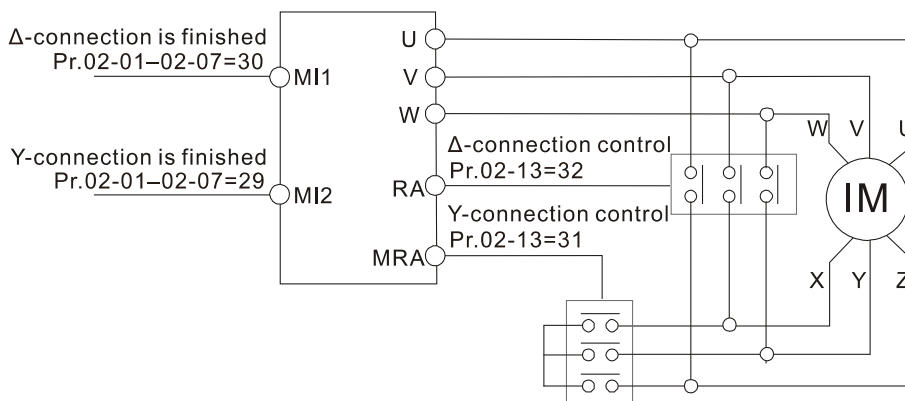 Δ-connection is finished
Pr.02-01–02-07=30
MI1
Y-connection is finished
Pr.02-01–02-07=29
MI2
U
V
W
RA
MRA
Δ-connection control
Pr.02-13=32
Y-connection control
Pr.02-13=31
W V U
IM
X Y Z